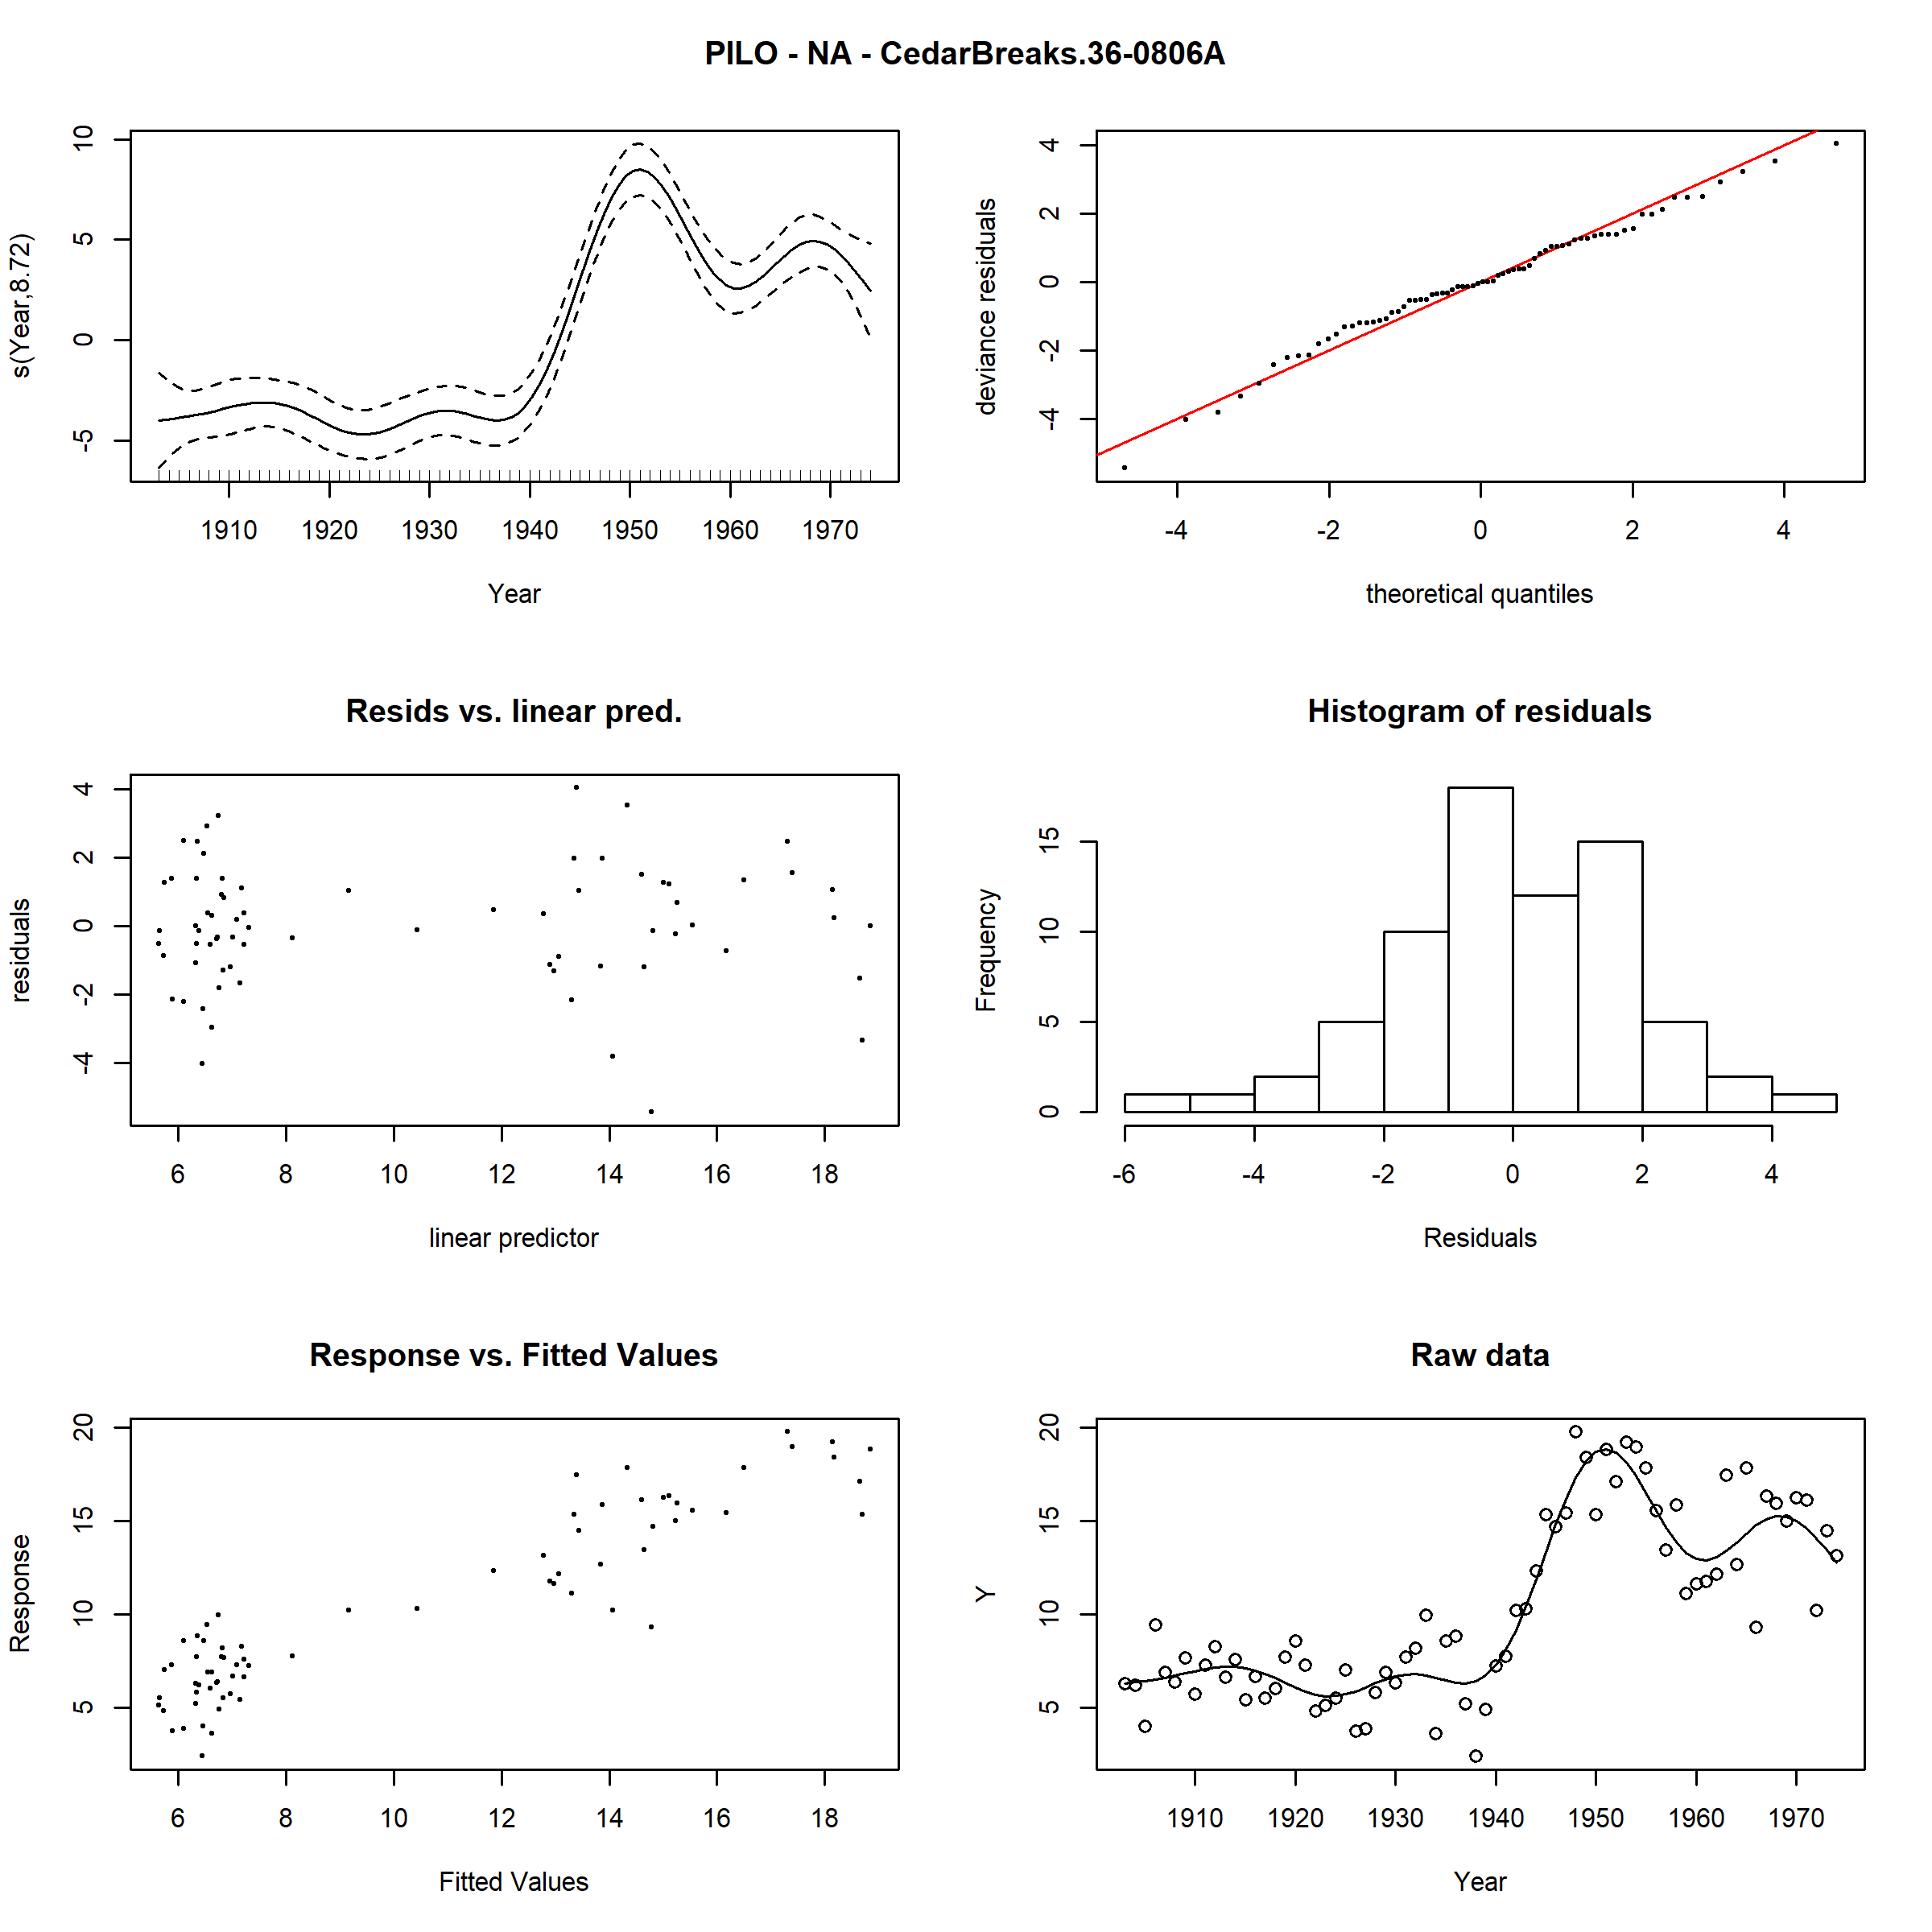 PILO - NA - CedarBreaks.36-0806A
s(Year,8.72)
10
5
0
-5
1910 1920 1930 1940 1950 1960 1970
Year
deviance residuals
4
2
0
-2
-4
-4 -2 0 2 4
theoretical quantiles
Resids vs. linear pred.
residuals
4
2
0
-2
-4
6 8 10 12 14 16 18
linear predictor
Histogram of residuals
Frequency
15
10
5
0
-6 -4 -2 0 2 4
Residuals
Response vs. Fitted Values
Response
20
15
10
5
6 8 10 12 14 16 18
Fitted Values
Raw data
Y
20
15
10
5
1910 1920 1930 1940 1950 1960 1970
Year